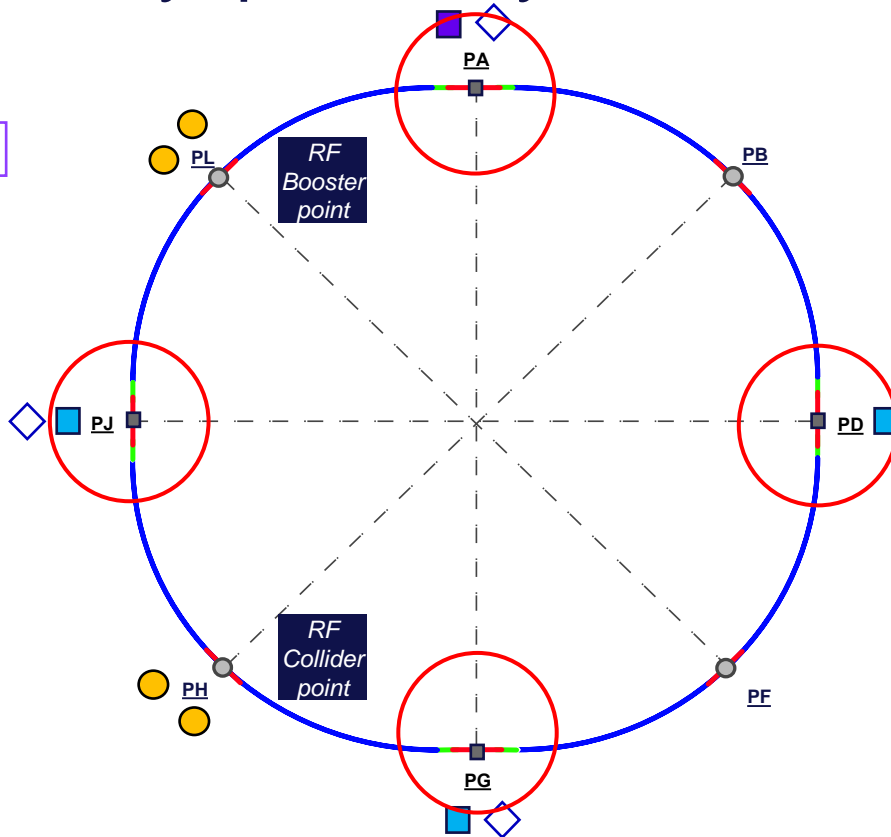 PA
PL
RF
Booster
point
PB
PJ
PD
RF
Collider
point
PH
PF
PG